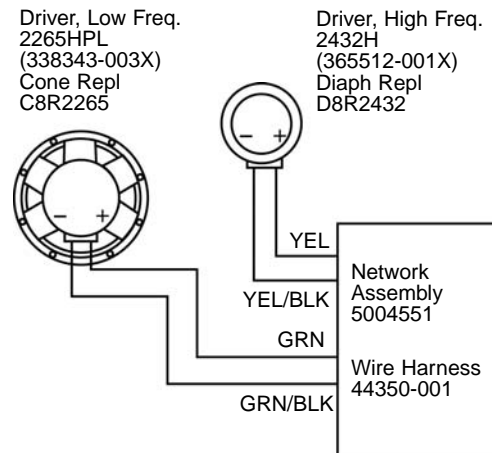 Driver, Low Freq.
2265HPL
(338343-003X)
Cone Repl
C8R2265
Driver, High Freq.
2432H
(365512-001X)
Diaph Repl
D8R2432
− +
− +
YEL
YEL/BLK
GRN
GRN/BLK
Network
Assembly
5004551
Wire Harness
44350-001